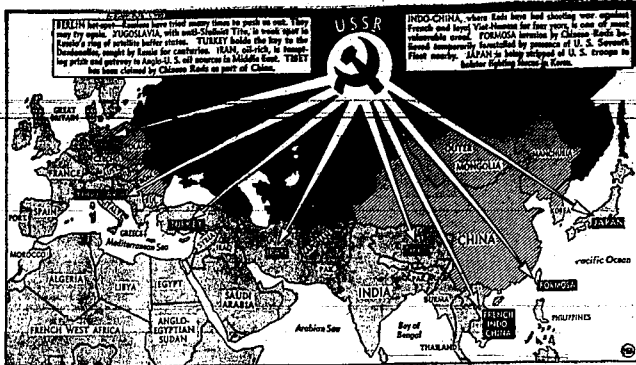 BERLIN hot-spot—Russians have tried many times to push us out. They
may try again. YUGOSLAVIA, with anti-Stalinist Tito, is weak spot in
Russia's ring of satellite buffer states. TURKEY holds the key to the
Dardanelles, sought by Russia for centuries. IRAN, oil-rich, is tempt-
ing prize and gateway to Anglo-U. S. oil sources in Middle East. TIBET
has been claimed by Chinese Reds as part of China.
USSR
INDO-CHINA, where Reds have had shooting war against
French and loyal Viet-Namese for four years, is one of most
vulnerable areas. FORMOSA invasion by Chinese Reds be-
lieved temporarily forestalled by presence of U. S. Seventh
Fleet nearby. JAPAN is being stripped of U. S. troops to
bolster fighting forces in Korea.
GREAT
BRITAIN
FRANCE
PORT.
SPAIN
ITALY
GREECE
Mediterranean Sea
MOROCCO
ALGERIA
LIBYA
EGYPT
FRENCH WEST AFRICA
ANGLO-
EGYPTIAN
SUDAN
IRAQ
SAUDI
ARABIA
Arabian Sea
PAK.
INDIA
Bay of
Bengal
BURMA
THAILAND
OUTER
MONGOLIA
MANCHURIA
CHINA
KOREA
JAPAN
Pacific Ocean
FORMOSA
PHILIPPINES
FRENCH
INDO
CHINA